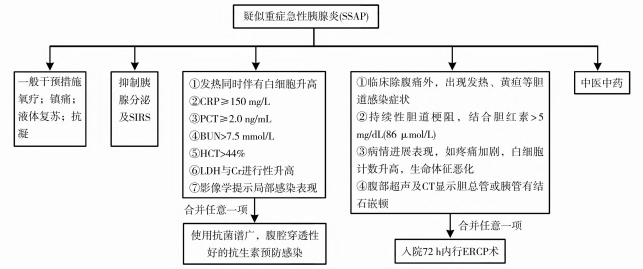 疑似重症急性胰腺炎(SSAP)
一般干预措施
氧疗；镇痛；
液体复苏；抗
凝
抑制胰
腺分泌
及SIRS
①发热同时伴有白细胞升高
②CRP≥150 mg/L
③PCT≥2.0 ng/mL
④BUN>7.5 mmol/L
⑤HCT>44%
⑥LDH与Cr进行性升高
⑦影像学提示局部感染表现
合并任意一项
使用抗菌谱广，腹腔穿透性
好的抗生素预防感染
①临床除腹痛外，出现发热、黄疸等胆
道感染症状
②持续性胆道梗阻，结合胆红素>5
mg/dL(86 μmol/L)
③病情进展表现，如疼痛加剧，白细胞
计数升高，生命体征恶化
④腹部超声及CT显示胆总管或胰管有结
石嵌顿
合并任意一项
入院72 h内行ERCP术
中医中药